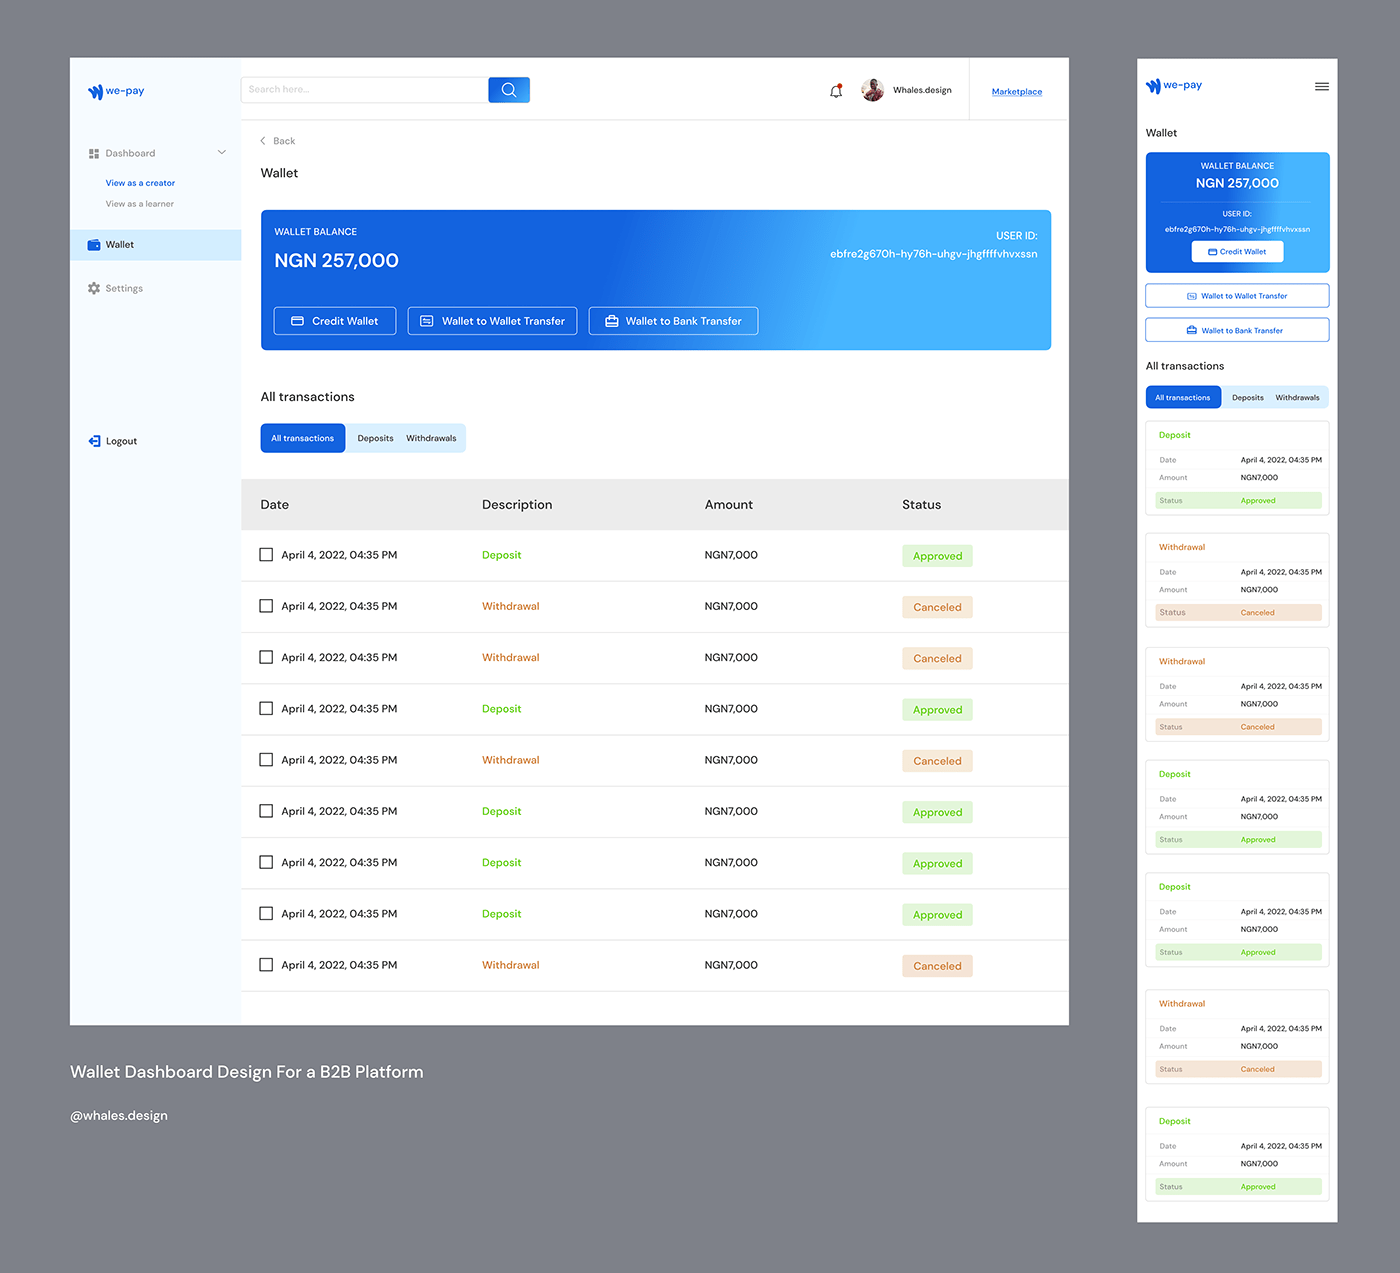 we-pay
Search here...
Whales.design
Marketplace
Dashboard
View as a creator
View as a learner
Wallet
Settings
Logout
Back
Wallet
WALLET BALANCE
NGN 257,000
USER ID:
ebfre2g670h-hy76h-uhgv-jhgffffvhvxssn
Credit Wallet
Wallet to Wallet Transfer
Wallet to Bank Transfer
All transactions
All transactions Deposits Withdrawals
Date Description Amount Status
April 4, 2022, 04:35 PM Deposit NGN7,000 Approved
April 4, 2022, 04:35 PM Withdrawal NGN7,000 Canceled
April 4, 2022, 04:35 PM Withdrawal NGN7,000 Canceled
April 4, 2022, 04:35 PM Deposit NGN7,000 Approved
April 4, 2022, 04:35 PM Withdrawal NGN7,000 Canceled
April 4, 2022, 04:35 PM Deposit NGN7,000 Approved
April 4, 2022, 04:35 PM Deposit NGN7,000 Approved
April 4, 2022, 04:35 PM Deposit NGN7,000 Approved
April 4, 2022, 04:35 PM Withdrawal NGN7,000 Canceled
Wallet Dashboard Design For a B2B Platform
@whales.design
we-pay
Wallet
WALLET BALANCE
NGN 257,000
USER ID:
ebfre2g670h-hy76h-uhgv-jhgffffvhvxssn
Credit Wallet
Wallet to Wallet Transfer
Wallet to Bank Transfer
All transactions
All transactions Deposits Withdrawals
Deposit
Date April 4, 2022, 04:35 PM
Amount NGN7,000
Status Approved
Withdrawal
Date April 4, 2022, 04:35 PM
Amount NGN7,000
Status Canceled
Withdrawal
Date April 4, 2022, 04:35 PM
Amount NGN7,000
Status Canceled
Deposit
Date April 4, 2022, 04:35 PM
Amount NGN7,000
Status Approved
Deposit
Date April 4, 2022, 04:35 PM
Amount NGN7,000
Status Approved
Withdrawal
Date April 4, 2022, 04:35 PM
Amount NGN7,000
Status Canceled
Deposit
Date April 4, 2022, 04:35 PM
Amount NGN7,000
Status Approved